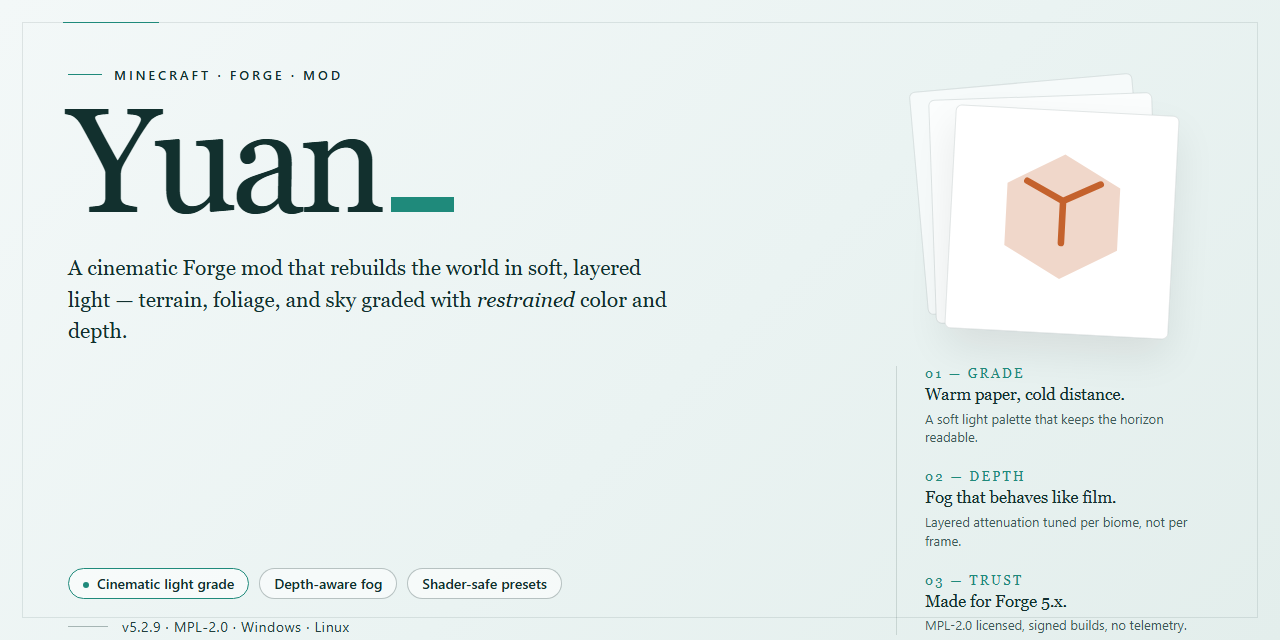 MINECRAFT · FORGE · MOD
Yuan
A cinematic Forge mod that rebuilds the world in soft, layered
light — terrain, foliage, and sky graded with restrained color and
depth.
Cinematic light grade
Depth-aware fog
Shader-safe presets
v5.2.9 · MPL-2.0 · Windows · Linux
01 — GRADE
Warm paper, cold distance.
A soft light palette that keeps the horizon
readable.
02 — DEPTH
Fog that behaves like film.
Layered attenuation tuned per biome, not per
frame.
03 — TRUST
Made for Forge 5.x.
MPL-2.0 licensed, signed builds, no telemetry.